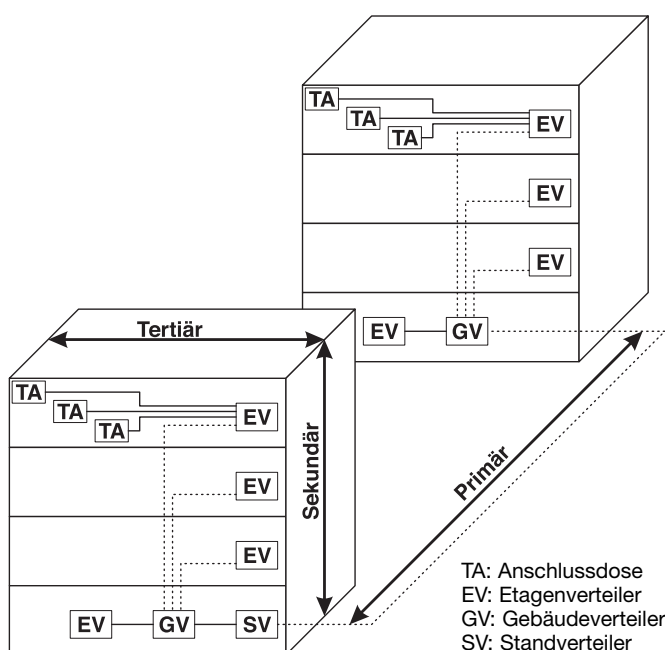 TA
TA
TA
EV
EV
EV
EV
GV
Tertiär
TA
TA
TA
EV
EV
EV
EV
GV
SV
Sekundär
Primär
TA: Anschlussdose
EV: Etagenverteiler
GV: Gebäudeverteiler
SV: Standverteiler